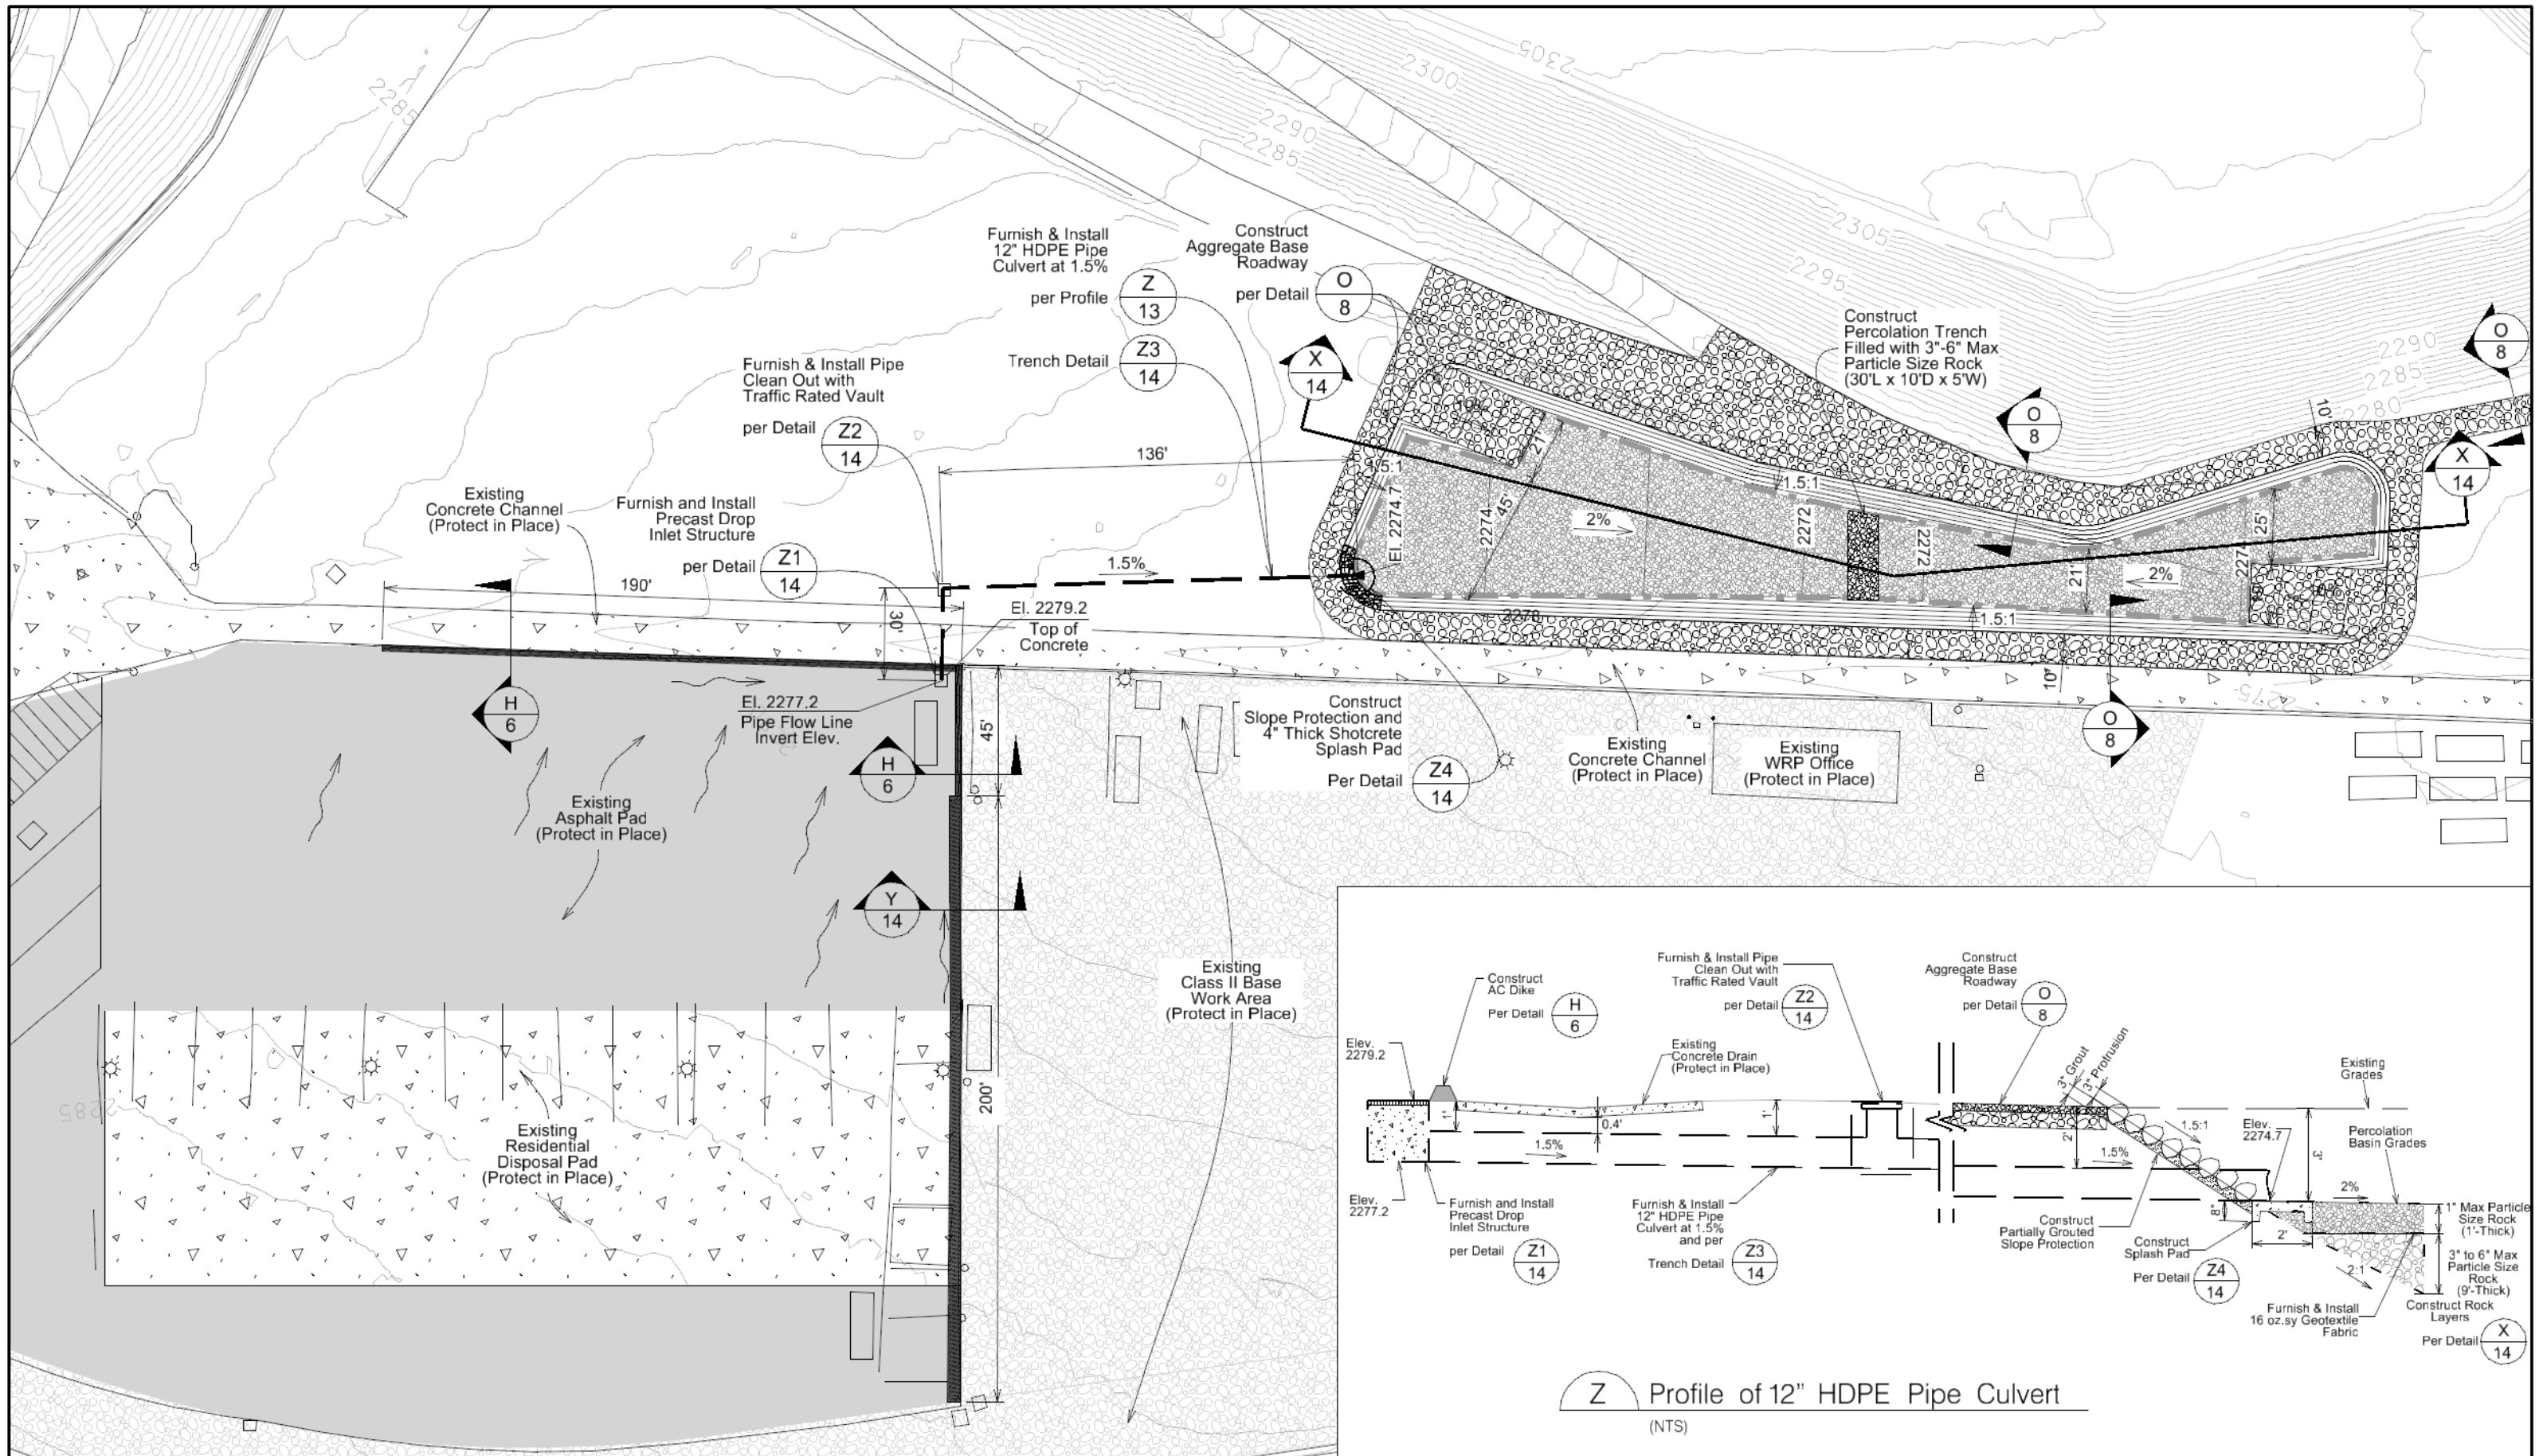 2285
2300
2305
2290
2285
2305
2295
2290
2285
2280
Furnish & Install
12" HDPE Pipe
Culvert at 1.5%
per Profile
Z
13
Trench Detail
Z3
14
Construct
Aggregate Base
Roadway
per Detail
O
8
X
14
Construct
Percolation Trench
Filled with 3"-6" Max
Particle Size Rock
(30'L x 10'D x 5'W)
O
8
O
8
X
14
Furnish & Install Pipe
Clean Out with
Traffic Rated Vault
per Detail
Z2
14
136'
Existing
Concrete Channel
(Protect in Place)
Furnish and Install
Precast Drop
Inlet Structure
per Detail
Z1
14
190'
1.5%
30'
El. 2279.2
Top of
Concrete
El. 2277.2
Pipe Flow Line
Invert Elev.
H
6
H
6
45'
1.5:1
El. 2274.7
2274
21'
45'
2%
1.5:1
2272
2272
21'
2%
2274
25'
10'
1.5:1
2278
10'
2275
O
8
Construct
Slope Protection and
4" Thick Shotcrete
Splash Pad
Per Detail
Z4
14
Existing
Concrete Channel
(Protect in Place)
Existing
WRP Office
(Protect in Place)
Existing
Asphalt Pad
(Protect in Place)
Y
14
Existing
Class II Base
Work Area
(Protect in Place)
200'
2285
Existing
Residential
Disposal Pad
(Protect in Place)
Construct
AC Dike
Per Detail
H
6
Furnish & Install Pipe
Clean Out with
Traffic Rated Vault
per Detail
Z2
14
Construct
Aggregate Base
Roadway
per Detail
O
8
Elev.
2279.2
Existing
Concrete Drain
(Protect in Place)
3" Grout
3" Protrusion
Existing
Grades
1'
0.4'
1'
2'
1.5:1
Elev.
2274.7
3'
Percolation
Basin Grades
1.5%
1.5%
2%
8"
2'
2:1
Elev.
2277.2
Furnish and Install
Precast Drop
Inlet Structure
per Detail
Z1
14
Furnish & Install
12" HDPE Pipe
Culvert at 1.5%
and per
Trench Detail
Z3
14
Construct
Partially Grouted
Slope Protection
Construct
Splash Pad
Per Detail
Z4
14
1" Max Particle
Size Rock
(1'-Thick)
3" to 6" Max
Particle Size
Rock
(9'-Thick)
Construct Rock
Layers
Per Detail
X
14
Furnish & Install
16 oz.sy Geotextile
Fabric
Z
Profile of 12" HDPE Pipe Culvert
(NTS)